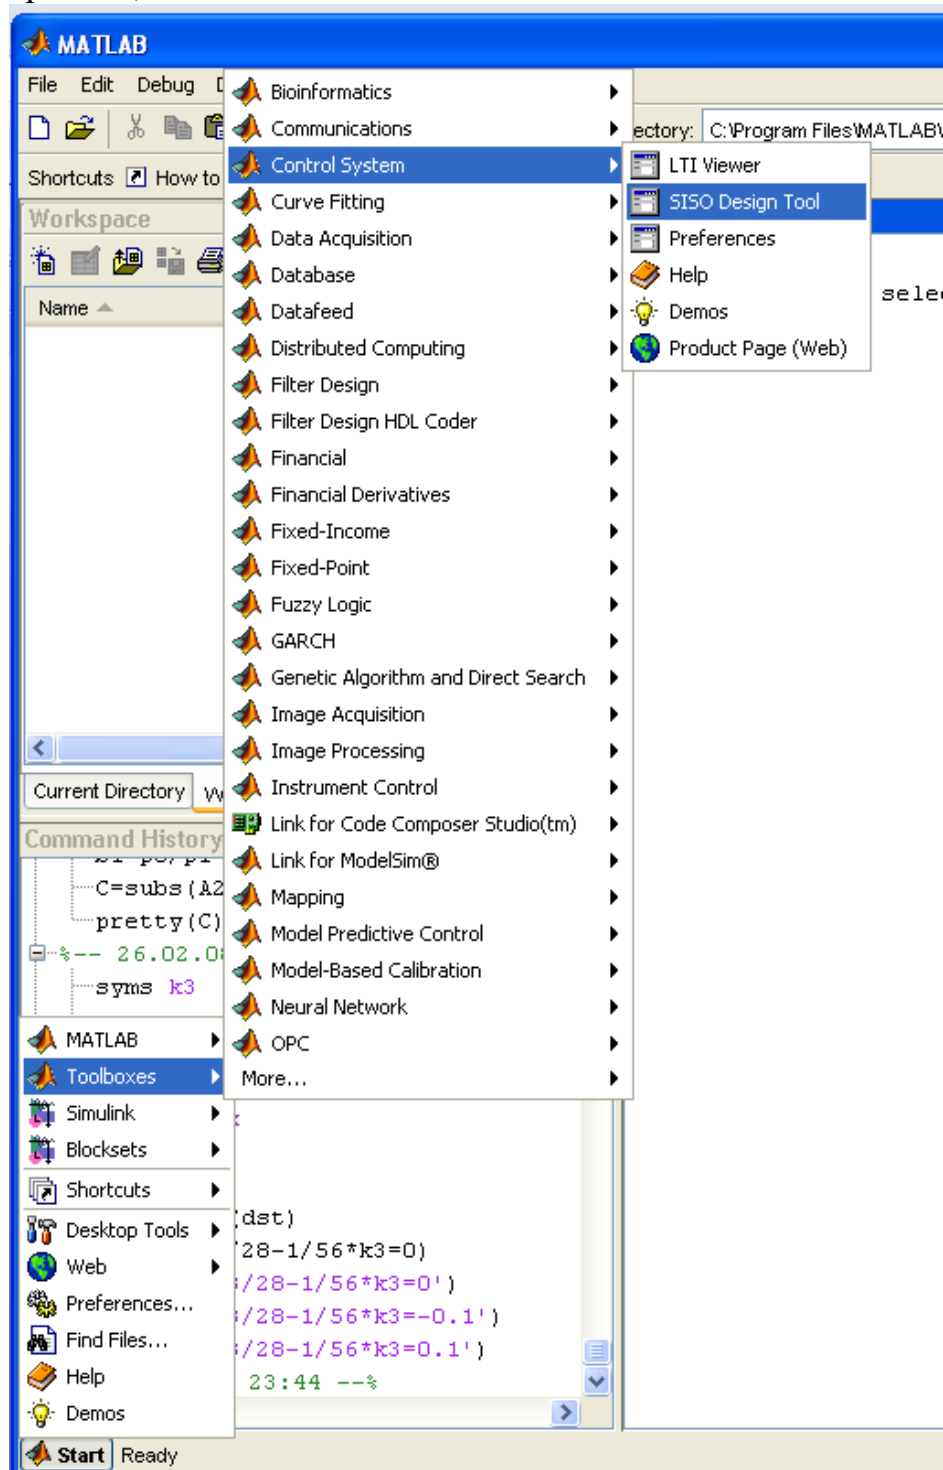 MATLAB
File Edit Debug
ectory: C:\Program Files\MATLAB\
Shortcuts How to
Workspace
Name
Bioinformatics
Communications
Control System
Curve Fitting
Data Acquisition
Database
Datafeed
Distributed Computing
Filter Design
Filter Design HDL Coder
Financial
Financial Derivatives
Fixed-Income
Fixed-Point
Fuzzy Logic
GARCH
Genetic Algorithm and Direct Search
Image Acquisition
Image Processing
Instrument Control
Link for Code Composer Studio(tm)
Link for ModelSim®
Mapping
Model Predictive Control
Model-Based Calibration
Neural Network
OPC
More...
LTI Viewer
SISO Design Tool
Preferences
Help
Demos
Product Page (Web)
sele
Current Directory
Command History
C=subs(A2
pretty(C)
%-- 26.02.0
syms k3
MATLAB
Toolboxes
Simulink
Blocksets
Shortcuts
Desktop Tools
Web
Preferences...
Find Files...
Help
Demos
(dst)
/28-1/56*k3=0)
/28-1/56*k3=0')
/28-1/56*k3=-0.1')
/28-1/56*k3=0.1')
23:44 --%
Start Ready